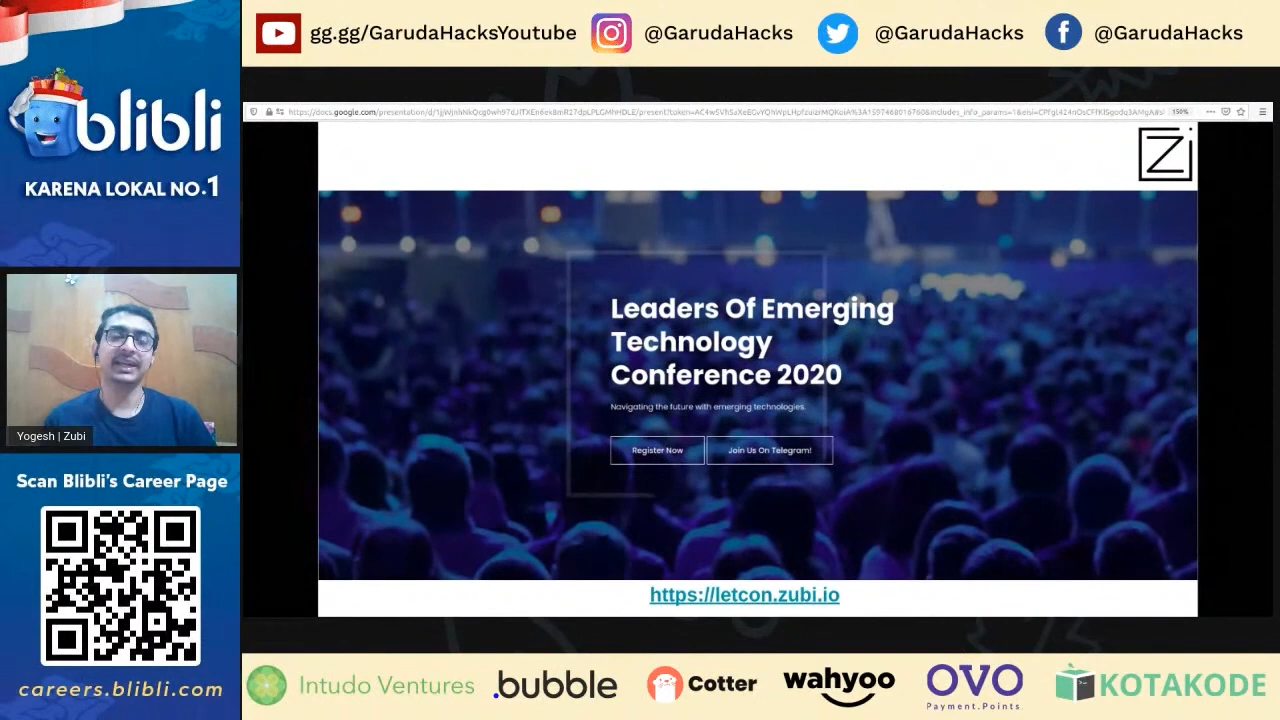 gg.gg/GarudaHacksYoutube
@GarudaHacks
@GarudaHacks
@GarudaHacks
blibli
KARENA LOKAL NO.1
150%
Zi
Leaders Of Emerging
Technology
Conference 2020
Navigating the future with emerging technologies.
Register Now
Join Us On Telegram!
https://letcon.zubi.io
Yogesh | Zubi
Scan Blibli's Career Page
careers.blibli.com
Intudo Ventures
.bubble
Cotter
wahyoo
OVO
Payment.Points
KOTAKODE